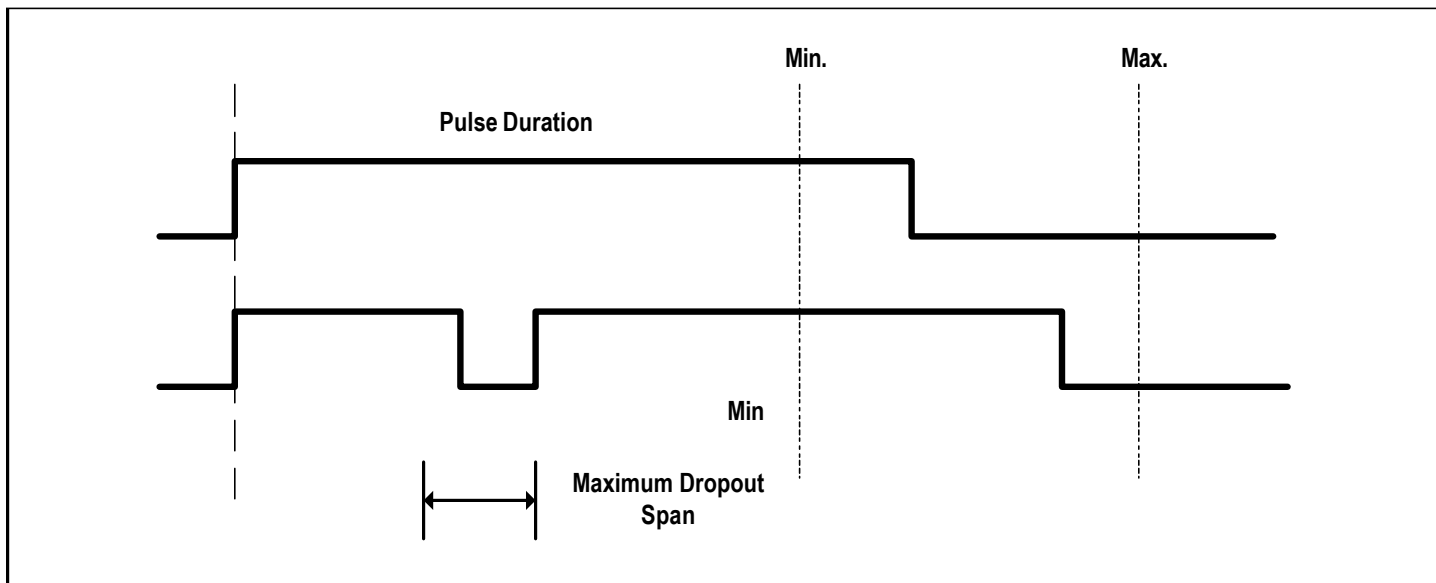 Min.
Max.
Pulse Duration
Min
Maximum Dropout
Span